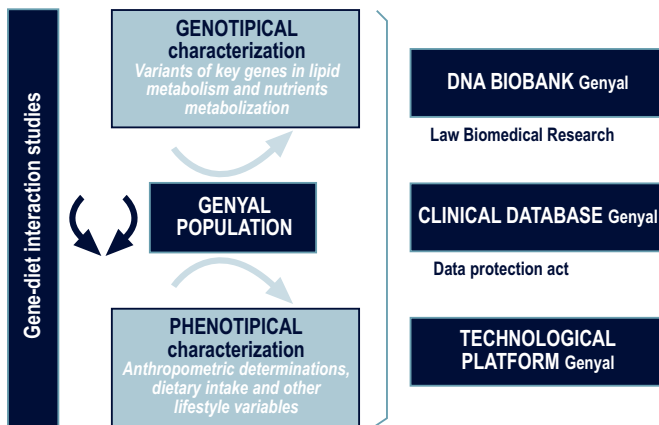 Gene-diet interaction studies
GENOTIPICAL
characterization
Variants of key genes in lipid
metabolism and nutrients
metabolization
GENYAL
POPULATION
PHENOTIPICAL
characterization
Anthropometric determinations,
dietary intake and other
lifestyle variables
DNA BIOBANK Genyal
Law Biomedical Research
CLINICAL DATABASE Genyal
Data protection act
TECHNOLOGICAL
PLATFORM Genyal